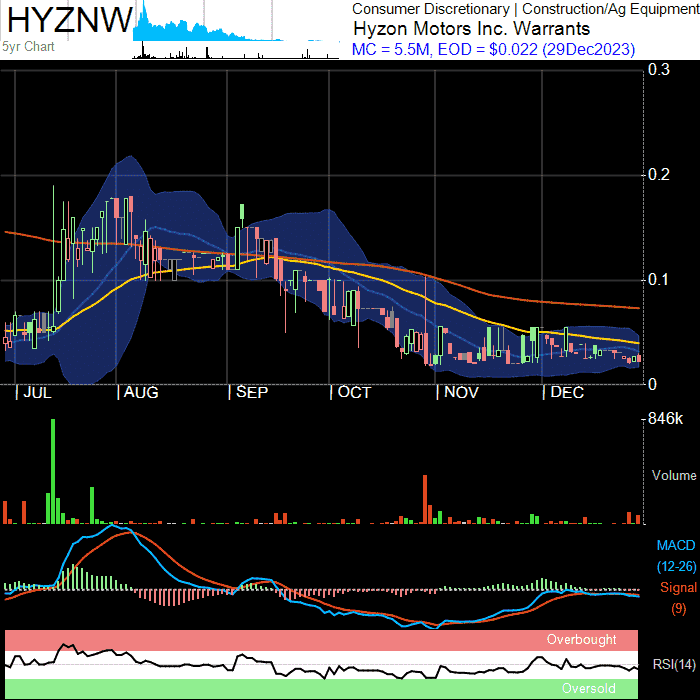 HYZNW
5yr Chart
Consumer Discretionary | Construction/Ag Equipment
Hyzon Motors Inc. Warrants
MC = 5.5M, EOD = $0.022 (29Dec2023)
0.3
0.2
0.1
0
JUL
AUG
SEP
OCT
NOV
DEC
846k
Volume
MACD
(12-26)
Signal
(9)
Overbought
RSI(14)
Oversold